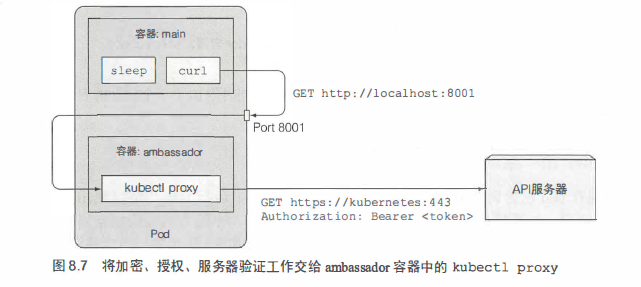 容器: main
sleep
curl
GET http://localhost:8001
Port 8001
容器: ambassador
kubectl proxy
GET https://kubernetes:443
Authorization: Bearer <token>
API服务器
Pod
图 8.7 将加密、授权、服务器验证工作交给 ambassador 容器中的 kubectl proxy